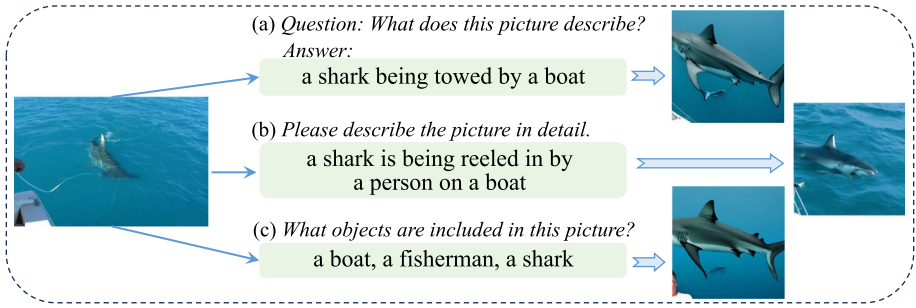 (a) Question: What does this picture describe?
Answer:
a shark being towed by a boat
(b) Please describe the picture in detail.
a shark is being reeled in by
a person on a boat
(c) What objects are included in this picture?
a boat, a fisherman, a shark